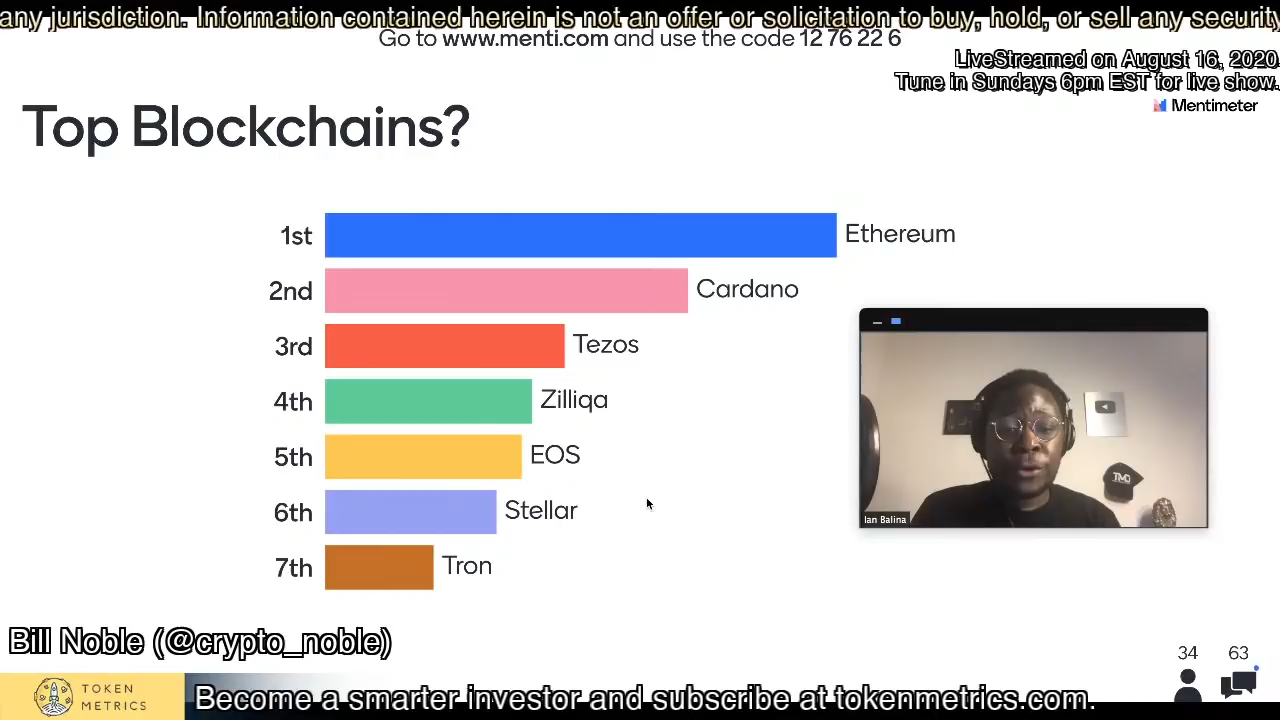 any jurisdiction. Information contained herein is not an offer or solicitation to buy, hold, or sell any security
Go to www.menti.com and use the code 12 76 22 6
LiveStreamed on August 16, 2020.
Tune in Sundays 6pm EST for live show.
Mentimeter
Top Blockchains?
1st Ethereum
2nd Cardano
3rd Tezos
4th Zilliqa
5th EOS
6th Stellar
7th Tron
TMD
Ian Balina
Bill Noble (@crypto_noble)
34 63
TOKEN
METRICS
Become a smarter investor and subscribe at tokenmetrics.com.